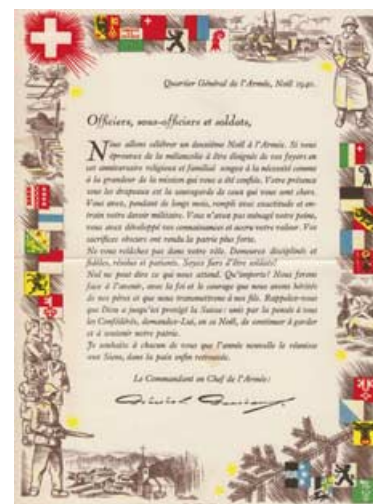 Quartier Général de l'Armée, Noël 1940.
Officiers, sous-officiers et soldats,
Nous allons célébrer un deuxième Noël à l'Armée. Si vous
éprouvez de la mélancolie à être éloignés de vos foyers en
cet anniversaire religieux et familial songez à la nécessité comme
à la grandeur de la mission qui vous a été confiée. Votre présence
sous les drapeaux est la sauvegarde de ceux qui vous sont chers.
Vous avez, pendant de longs mois, rempli avec exactitude et en-
train votre devoir militaire. Vous n'avez pas ménagé votre peine,
vous avez développé vos connaissances et accru votre valeur. Vos
sacrifices obscurs ont rendu la patrie plus forte.
Ne vous relâchez pas dans votre rôle. Demeurez disciplinés et
fidèles, résolus et patients. Soyez fiers d'être soldats!
Nul ne peut dire ce qui nous attend. Qu'importe! Nous ferons
face à l'avenir, avec la foi et le courage que nous avons hérités
de nos pères et que nous transmettrons à nos fils. Rappelez-vous
que Dieu a jusqu'ici protégé la Suisse: unis par la pensée à tous
les Confédérés, demandez-Lui, en ce Noël, de continuer à garder
et à soutenir notre patrie.
Je souhaite à chacun de vous que l'année nouvelle le réunisse
aux Siens, dans la paix enfin retrouvée.
Le Commandant en Chef de l'Armée:
Général Guisan